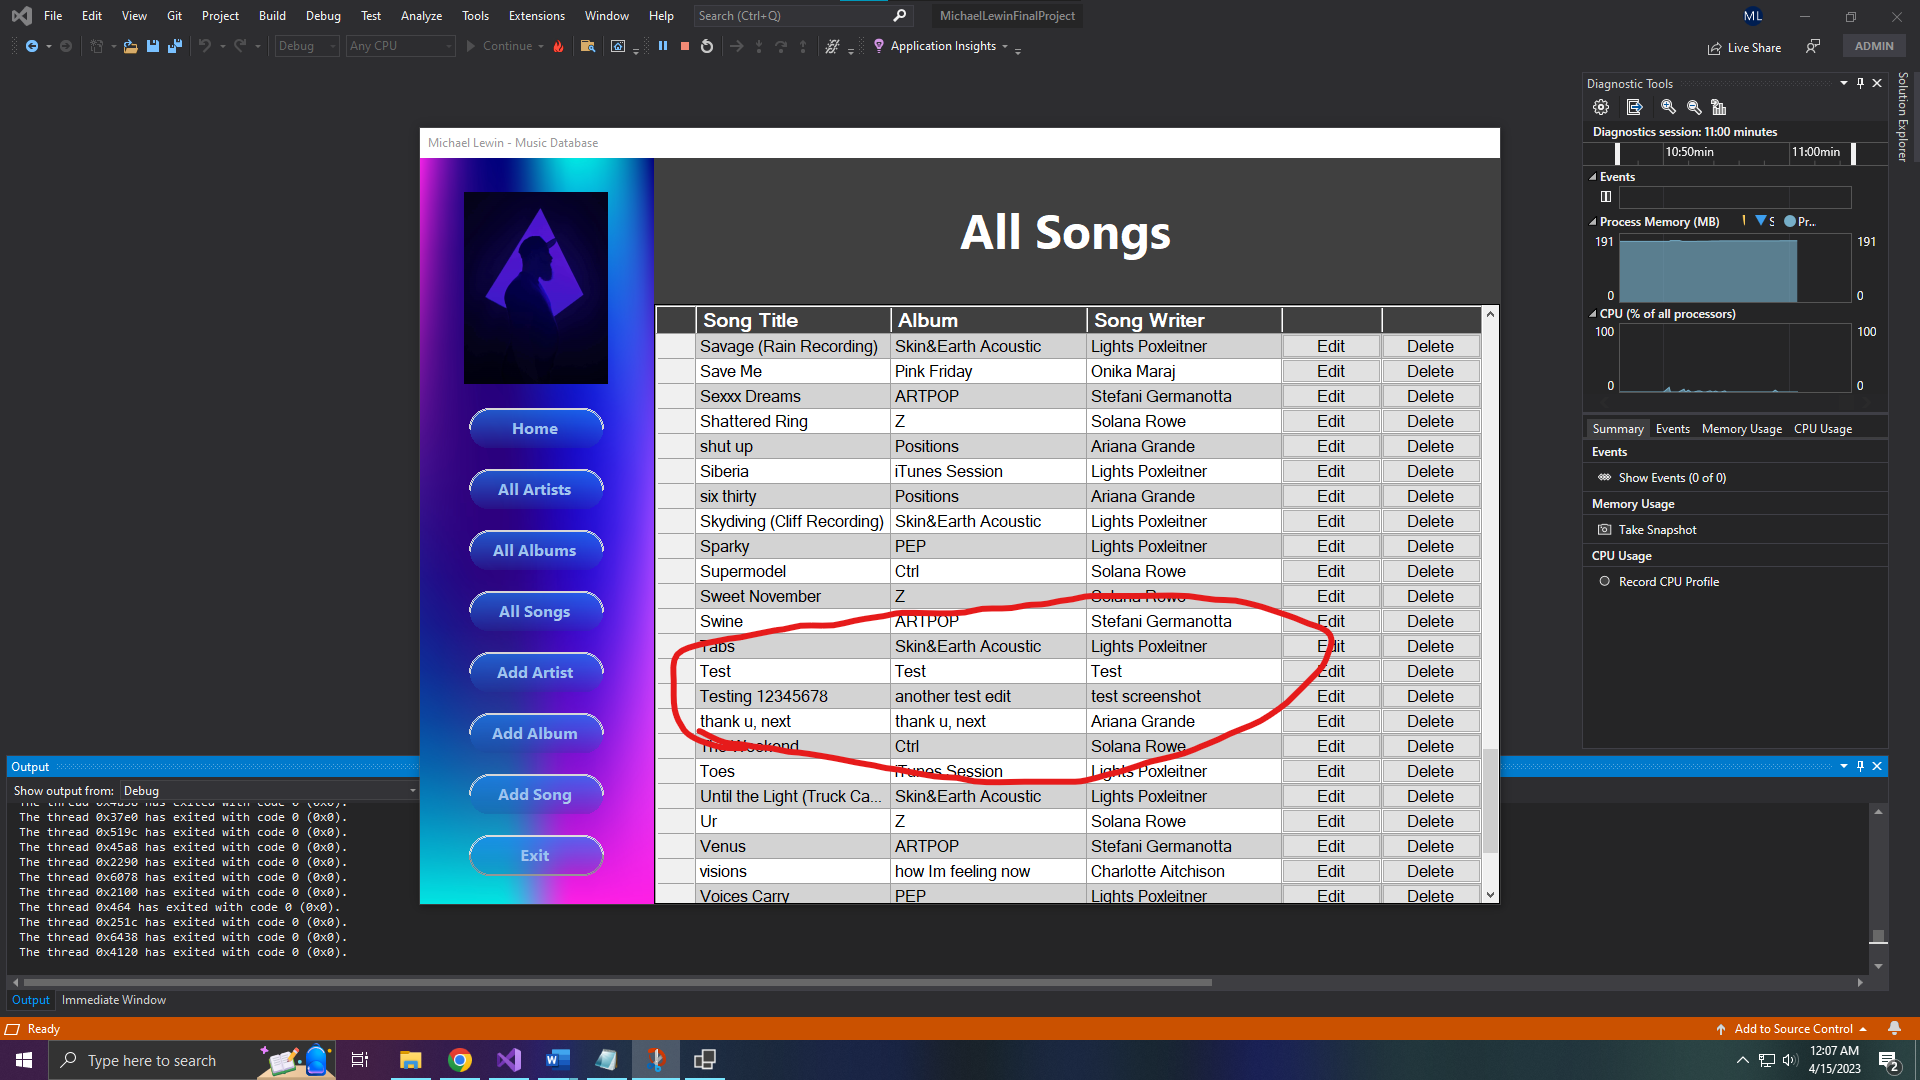 File Edit View Git Project Build Debug Test Analyze Tools Extensions Window Help Search (Ctrl+Q) MichaelLewinFinalProject ML
Debug Any CPU Continue Application Insights Live Share ADMIN
Solution Explorer
Diagnostic Tools
Diagnostics session: 11:00 minutes
10:50min 11:00min
Events
Process Memory (MB) S Pr...
191 191
0 0
CPU (% of all processors)
100 100
0 0
Summary Events Memory Usage CPU Usage
Events
Show Events (0 of 0)
Memory Usage
Take Snapshot
CPU Usage
Record CPU Profile
Michael Lewin - Music Database
Home
All Artists
All Albums
All Songs
Add Artist
Add Album
Add Song
Exit
All Songs
Song Title Album Song Writer
Savage (Rain Recording) Skin&Earth Acoustic Lights Poxleitner Edit Delete
Save Me Pink Friday Onika Maraj Edit Delete
Sexxx Dreams ARTPOP Stefani Germanotta Edit Delete
Shattered Ring Z Solana Rowe Edit Delete
shut up Positions Ariana Grande Edit Delete
Siberia iTunes Session Lights Poxleitner Edit Delete
six thirty Positions Ariana Grande Edit Delete
Skydiving (Cliff Recording) Skin&Earth Acoustic Lights Poxleitner Edit Delete
Sparky PEP Lights Poxleitner Edit Delete
Supermodel Ctrl Solana Rowe Edit Delete
Sweet November Z Solana Rowe Edit Delete
Swine ARTPOP Stefani Germanotta Edit Delete
Tabs Skin&Earth Acoustic Lights Poxleitner Edit Delete
Test Test Test Edit Delete
Testing 12345678 another test edit test screenshot Edit Delete
thank u, next thank u, next Ariana Grande Edit Delete
The Weekend Ctrl Solana Rowe Edit Delete
Toes iTunes Session Lights Poxleitner Edit Delete
Until the Light (Truck Ca... Skin&Earth Acoustic Lights Poxleitner Edit Delete
Ur Z Solana Rowe Edit Delete
Venus ARTPOP Stefani Germanotta Edit Delete
visions how Im feeling now Charlotte Aitchison Edit Delete
Voices Carry PEP Lights Poxleitner Edit Delete
Output
Show output from: Debug
The thread 0x4a98 has exited with code 0 (0x0).
The thread 0x37e0 has exited with code 0 (0x0).
The thread 0x519c has exited with code 0 (0x0).
The thread 0x45a8 has exited with code 0 (0x0).
The thread 0x2290 has exited with code 0 (0x0).
The thread 0x6078 has exited with code 0 (0x0).
The thread 0x2100 has exited with code 0 (0x0).
The thread 0x464 has exited with code 0 (0x0).
The thread 0x251c has exited with code 0 (0x0).
The thread 0x6438 has exited with code 0 (0x0).
The thread 0x4120 has exited with code 0 (0x0).
Output Immediate Window
Ready Add to Source Control
Type here to search 12:07 AM
4/15/2023 2